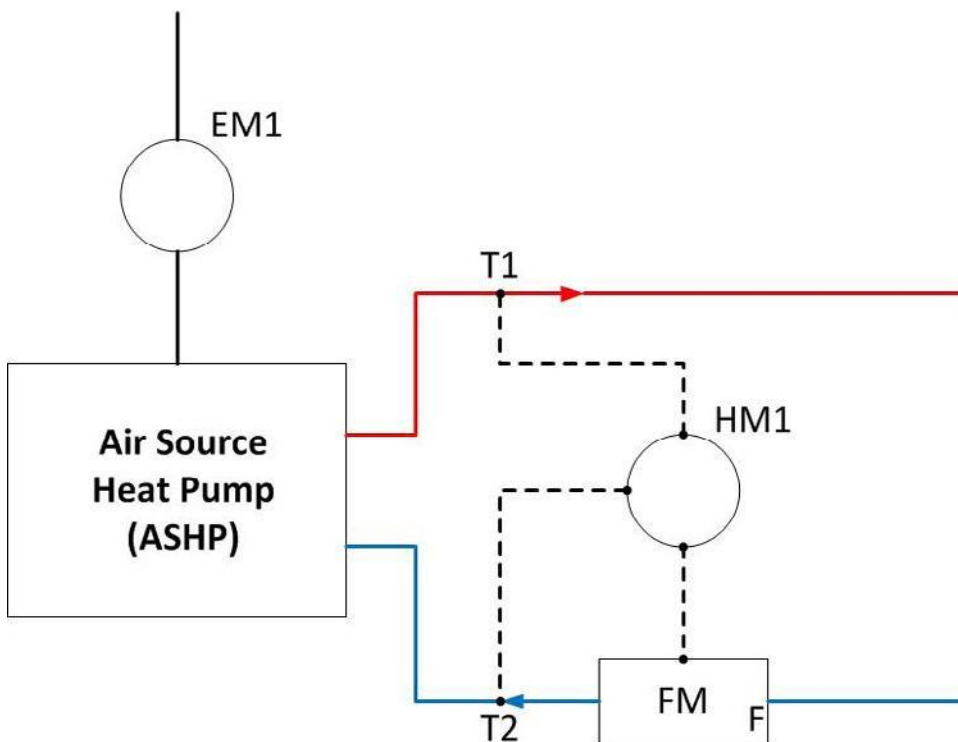 EM1
T1
Air Source
Heat Pump
(ASHP)
HM1
FM
F
T2